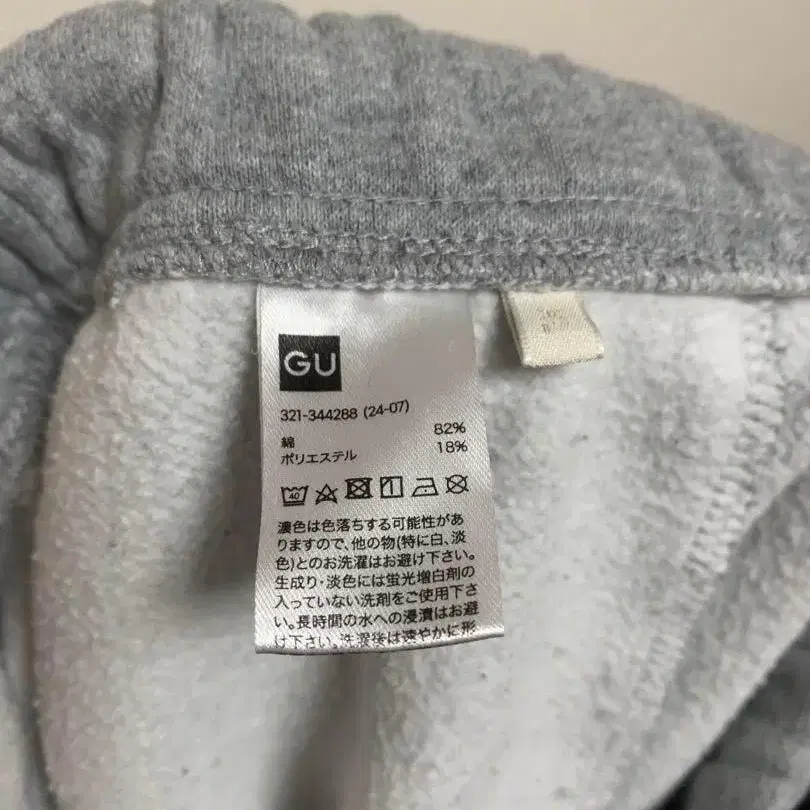 GU
321-344288 (24-07)
綿 82%
ポリエステル 18%
40
濃色は色落ちする可能性があ
りますので、他の物(特に白、淡
色)とのお洗濯はお避け下さい。
生成り・淡色には蛍光増白剤の
入っていない洗剤をご使用下さ
い。長時間の水への浸漬はお避
け下さい。洗濯後は速やかに形